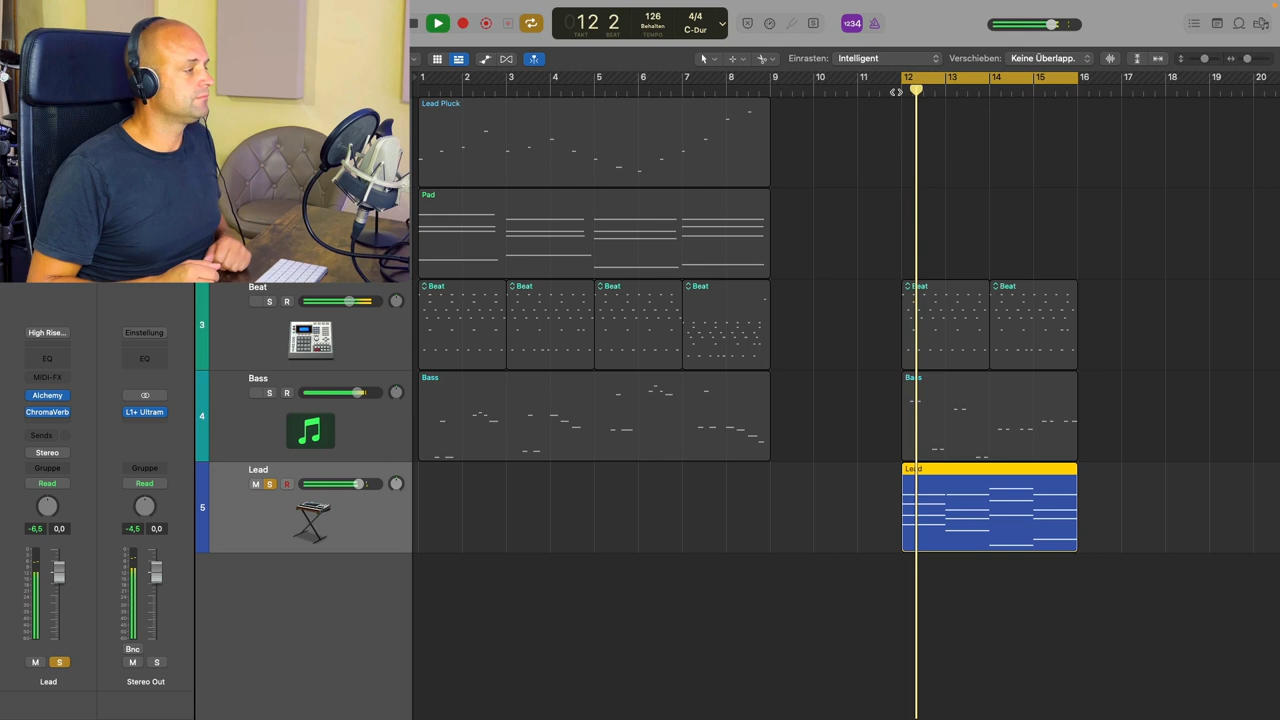 12 2
TAKT BEAT
126
Behalten
TEMPO
4/4
C-Dur
1234
Einrasten: Intelligent
Verschieben: Keine Überlapp.
1 2 3 4 5 6 7 8 9 10 11 12 13 14 15 16 17 18 19 20
Lead Pluck
Pad
Beat Beat Beat Beat Beat Beat
Bass Bass
Lead
3
Beat
S R
4
Bass
S R
5
Lead
M S R
High Rise...
EQ
MIDI-FX
Alchemy
ChromaVerb
Sends
Stereo
Gruppe
Read
-6,5 0,0
M S
Lead
Einstellung
EQ
L1+ Ultram
Gruppe
Read
-4,5 0,0
Bnc
M S
Stereo Out